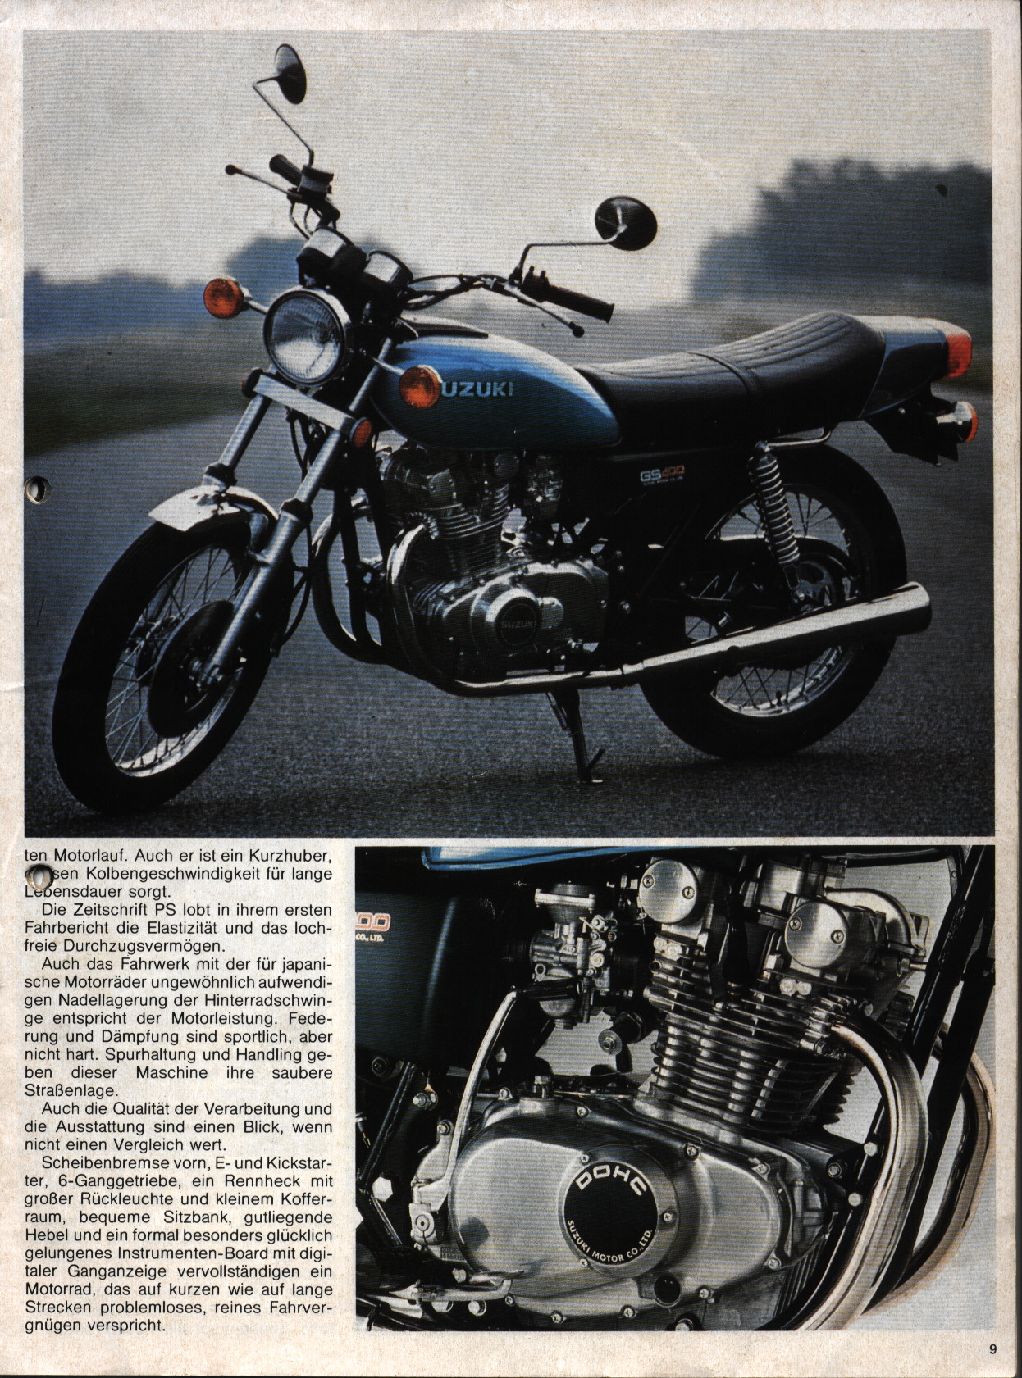 UZUKI
GS400
SUZUKI
ten Motorlauf. Auch er ist ein Kurzhuber,
sen Kolbengeschwindigkeit für lange
Lebensdauer sorgt.
Die Zeitschrift PS lobt in ihrem ersten
Fahrbericht die Elastizität und das loch-
freie Durchzugsvermögen.
Auch das Fahrwerk mit der für japani-
sche Motorräder ungewöhnlich aufwendi-
gen Nadellagerung der Hinterradschwin-
ge entspricht der Motorleistung. Fede-
rung und Dämpfung sind sportlich, aber
nicht hart. Spurhaltung und Handling ge-
ben dieser Maschine ihre saubere
Straßenlage.
Auch die Qualität der Verarbeitung und
die Ausstattung sind einen Blick, wenn
nicht einen Vergleich wert.
Scheibenbremse vorn, E- und Kickstar-
ter, 6-Ganggetriebe, ein Rennheck mit
großer Rückleuchte und kleinem Koffer-
raum, bequeme Sitzbank, gutliegende
Hebel und ein formal besonders glücklich
gelungenes Instrumenten-Board mit digi-
taler Ganganzeige vervollständigen ein
Motorrad, das auf kurzen wie auf lange
Strecken problemloses, reines Fahrver-
gnügen verspricht.
00
CO., LTD.
DOHC
SUZUKI MOTOR CO., LTD.
9